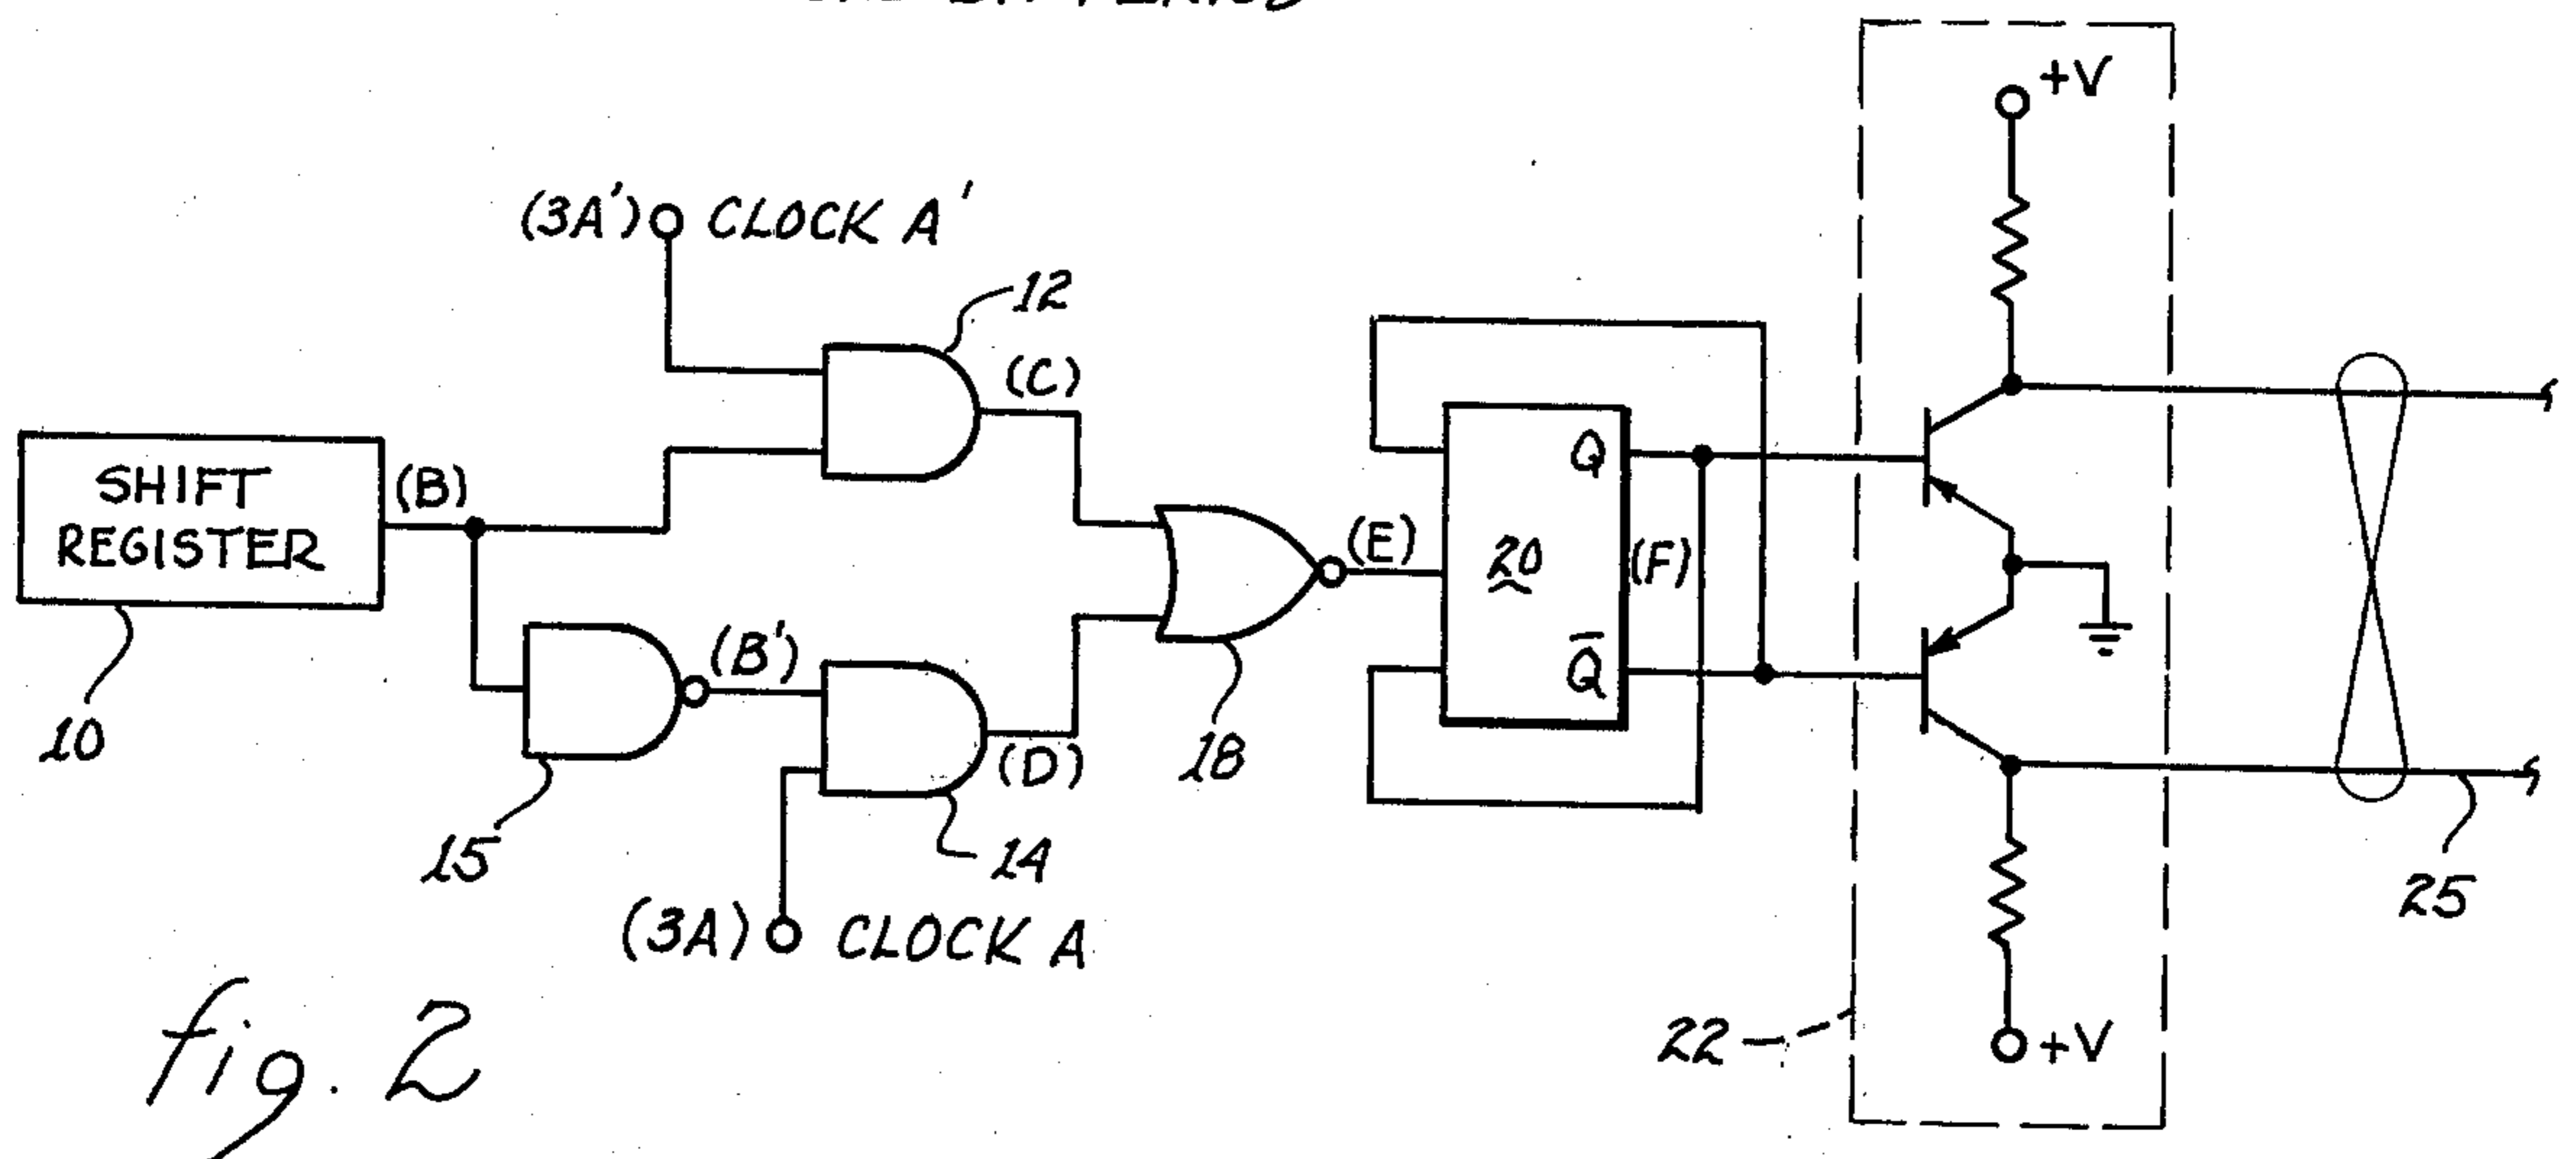 (3A') CLOCK A'
12
(C)
SHIFT
REGISTER
(B)
10
15
(B')
(D)
14
(3A) CLOCK A
18
(E)
20
Q
(F)
Q̅
+V
22
+V
25
fig. 2